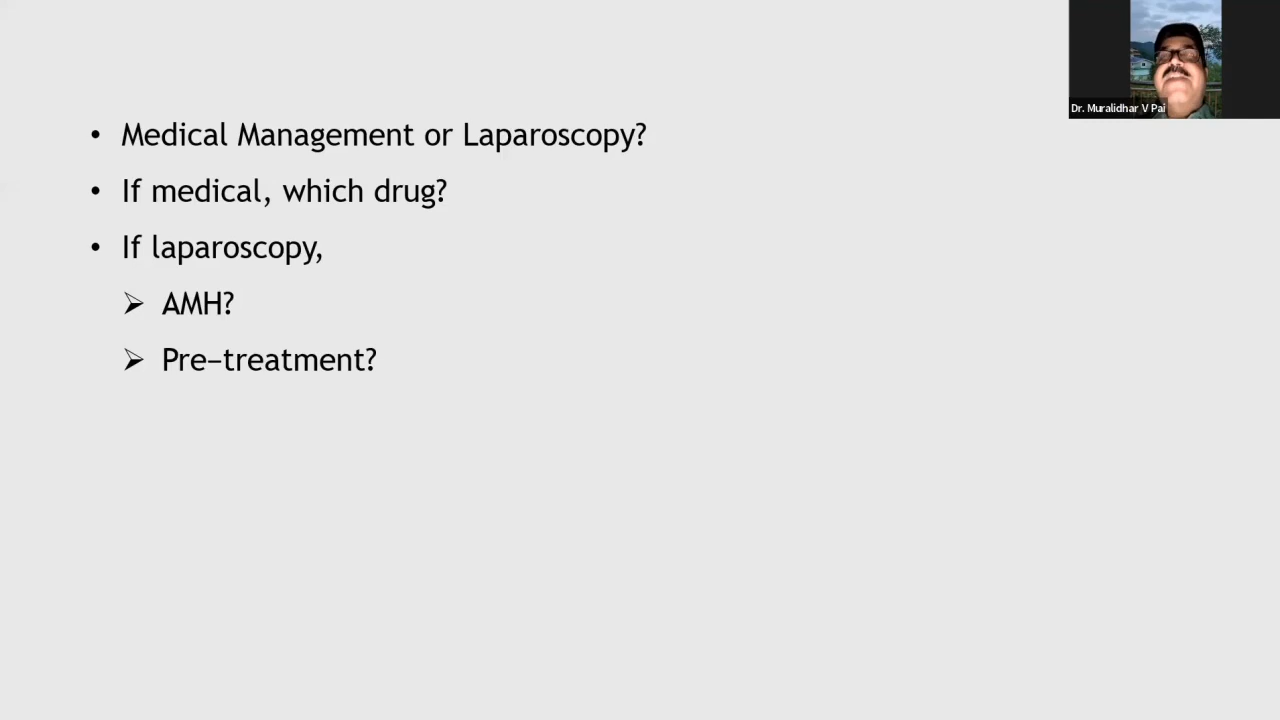 Dr. Muralidhar V Pai
• Medical Management or Laparoscopy?
• If medical, which drug?
• If laparoscopy,
➢ AMH?
➢ Pre–treatment?